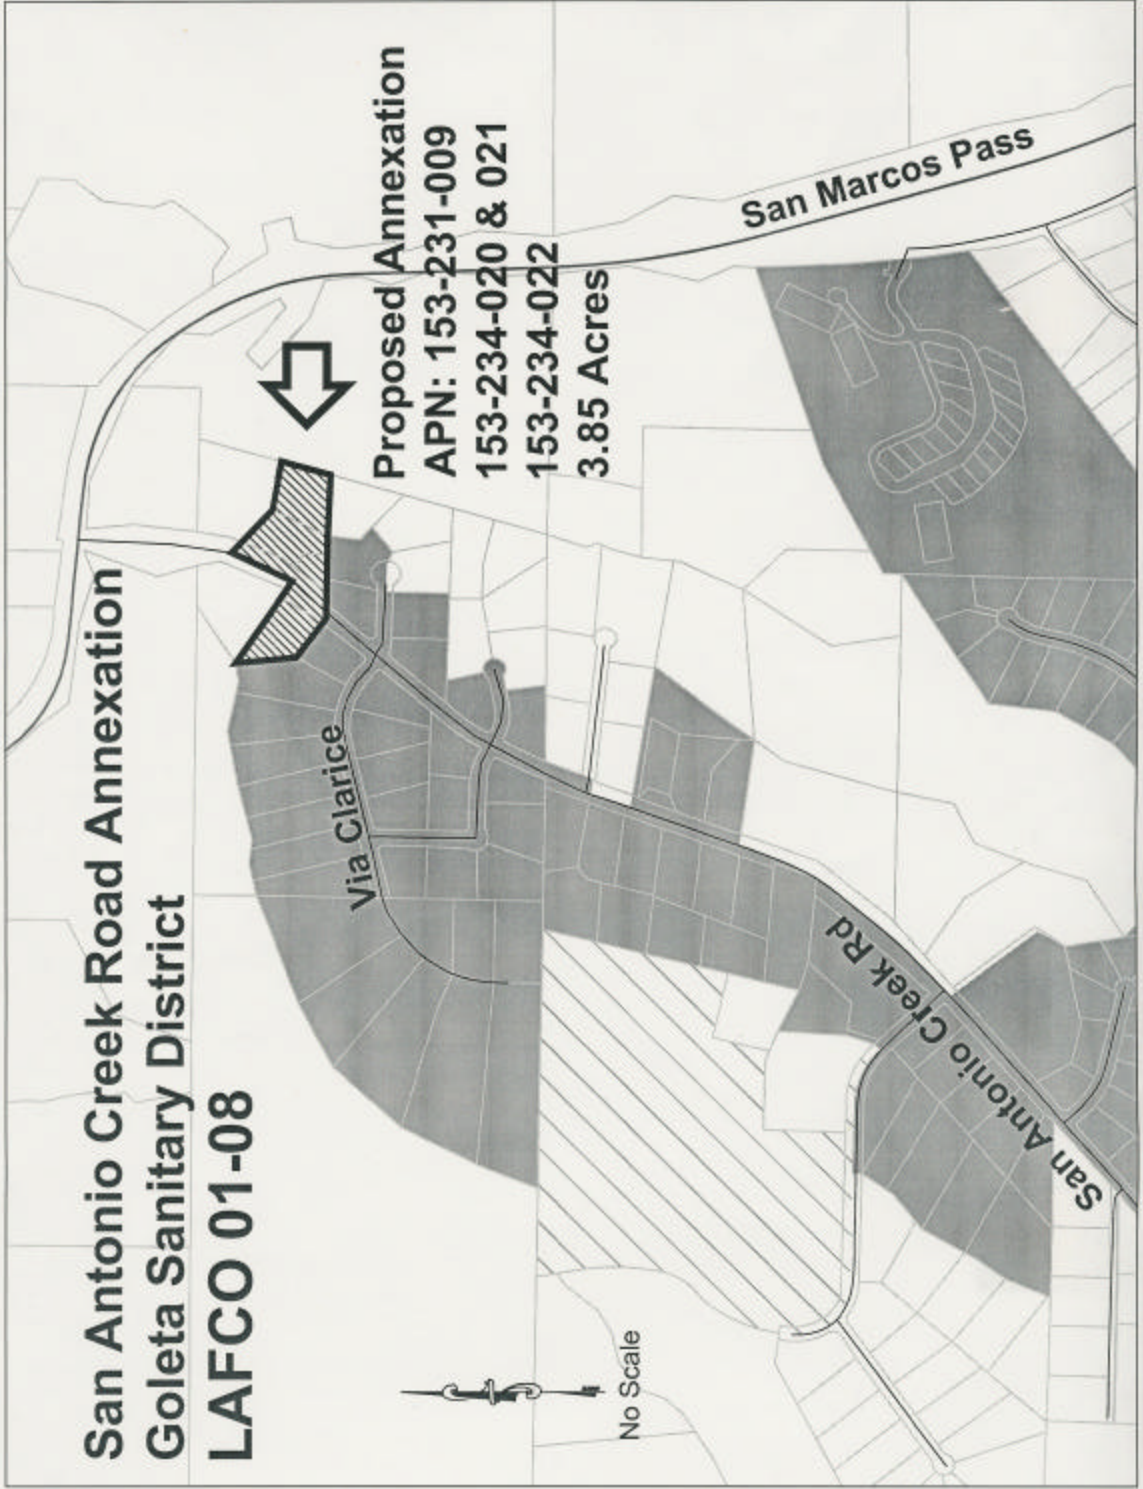 San Antonio Creek Road Annexation
Goleta Sanitary District
LAFCO 01-08
Proposed Annexation
APN: 153-231-009
153-234-020 & 021
153-234-022
3.85 Acres
San Marcos Pass
Via Clarice
San Antonio Creek Rd
No Scale